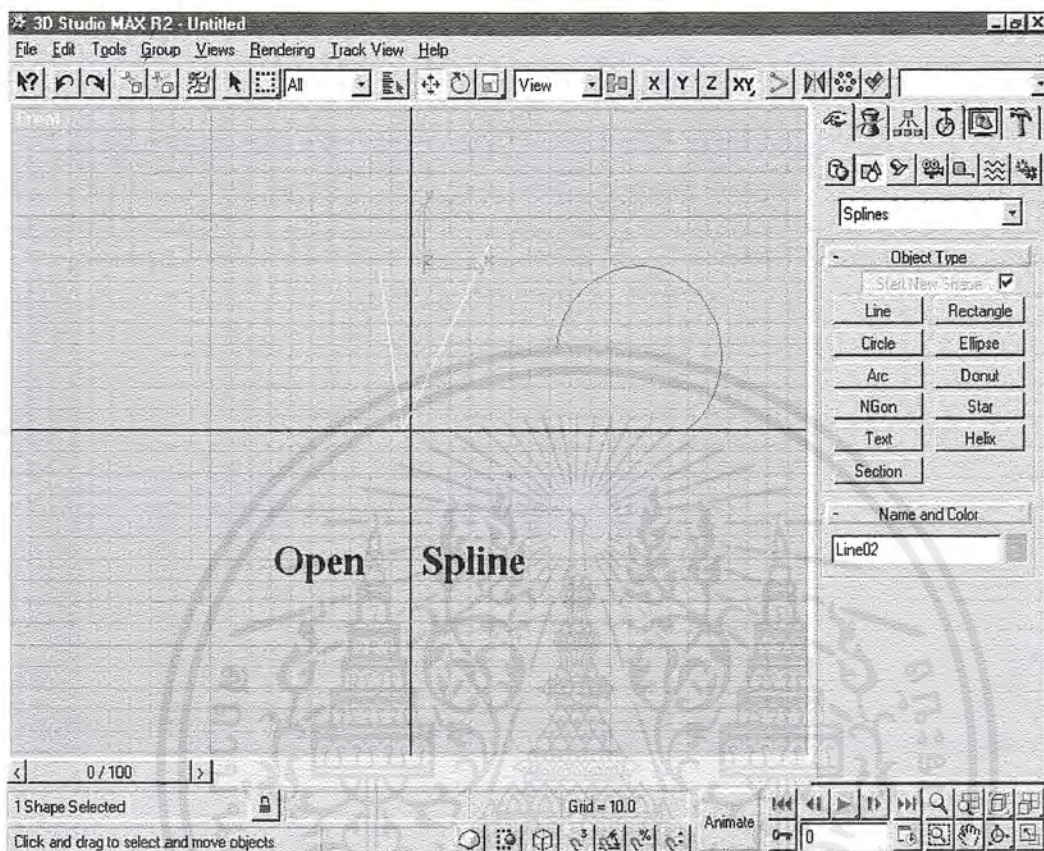 3D Studio MAX R2 - Untitled
File Edit Tools Group Views Rendering Track View Help
All View X Y Z XY
Front
Splines
- Object Type
Start New Shape
Line Rectangle
Circle Ellipse
Arc Donut
NGon Star
Text Helix
Section
- Name and Color
Line02
Open Spline
0 / 100
1 Shape Selected
Grid = 10.0
Animate
0
Click and drag to select and move objects